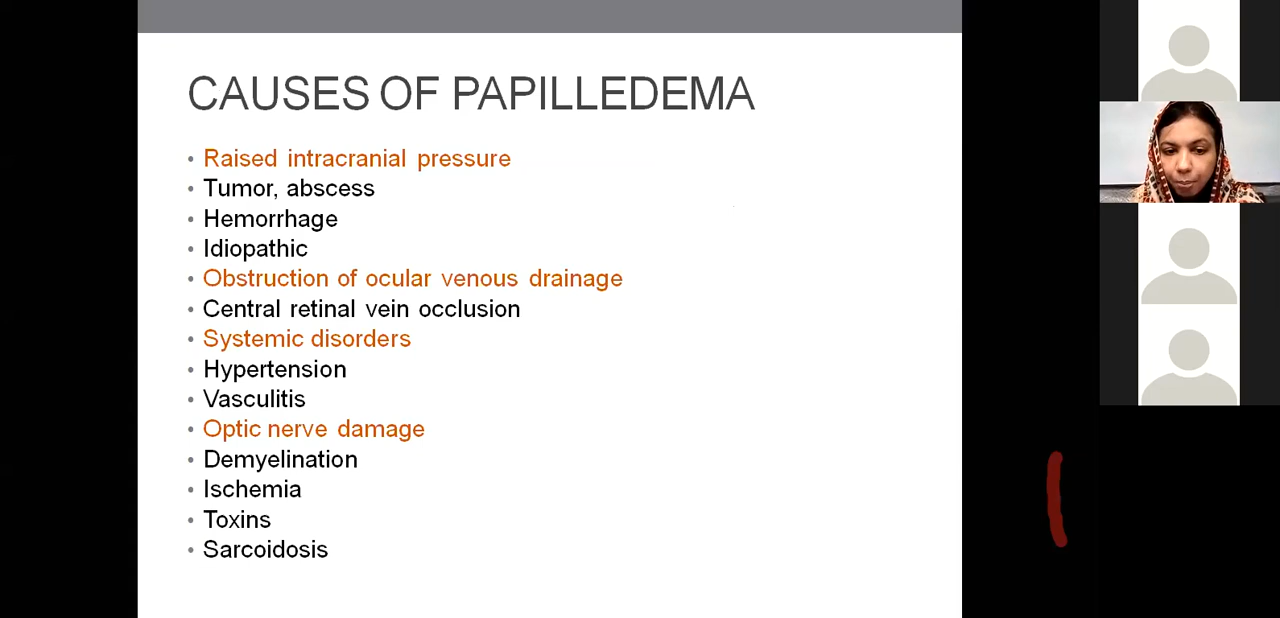 CAUSES OF PAPILLEDEMA
• Raised intracranial pressure
• Tumor, abscess
• Hemorrhage
• Idiopathic
• Obstruction of ocular venous drainage
• Central retinal vein occlusion
• Systemic disorders
• Hypertension
• Vasculitis
• Optic nerve damage
• Demyelination
• Ischemia
• Toxins
• Sarcoidosis